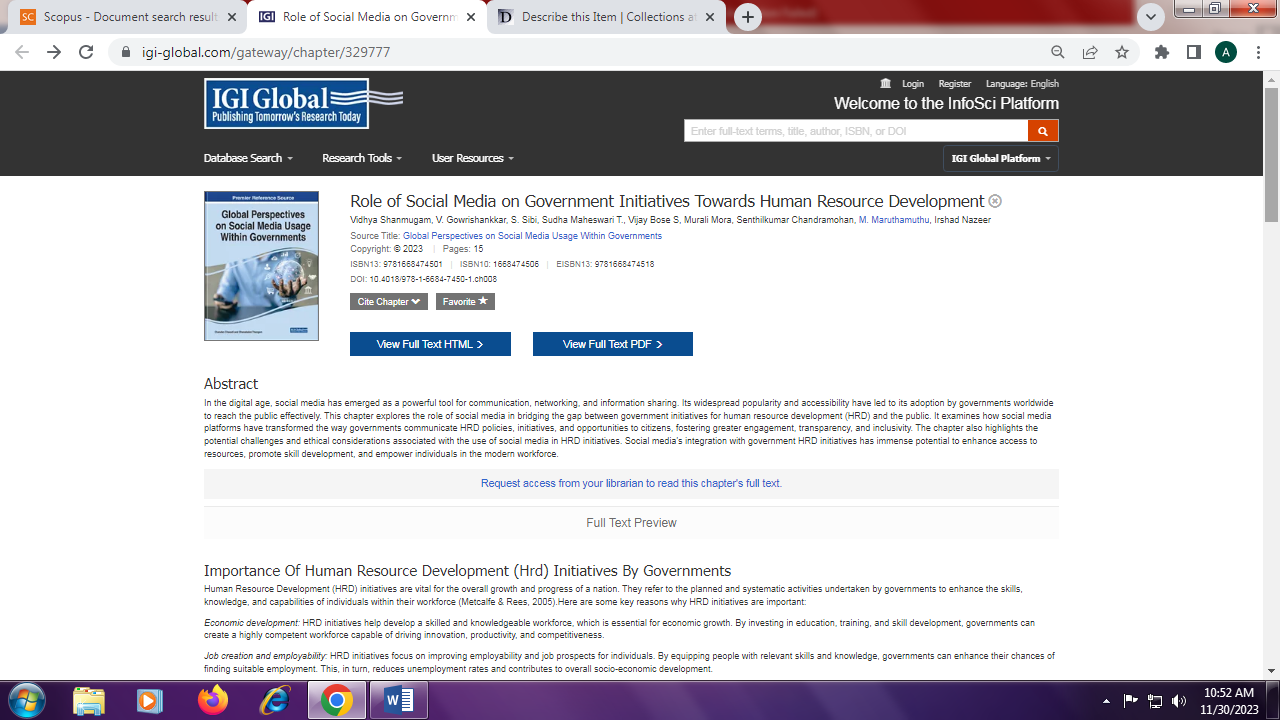 Scopus - Document search result
Role of Social Media on Governm
Describe this Item | Collections at
igi-global.com/gateway/chapter/329777
A
IGI Global
Publishing Tomorrow's Research Today
Login Register Language: English
Welcome to the InfoSci Platform
Enter full-text terms, title, author, ISBN, or DOI
Database Search Research Tools User Resources
IGI Global Platform
Premier Reference Source
Global Perspectives
on Social Media Usage
Within Governments
Role of Social Media on Government Initiatives Towards Human Resource Development
Vidhya Shanmugam, V. Gowrishankkar, S. Sibi, Sudha Maheswari T., Vijay Bose S, Murali Mora, Senthilkumar Chandramohan, M. Maruthamuthu, Irshad Nazeer
Source Title: Global Perspectives on Social Media Usage Within Governments
Copyright: © 2023 | Pages: 15
ISBN13: 9781668474501 | ISBN10: 1668474506 | EISBN13: 9781668474518
DOI: 10.4018/978-1-6684-7450-1.ch008
Cite Chapter Favorite
View Full Text HTML View Full Text PDF
Abstract
In the digital age, social media has emerged as a powerful tool for communication, networking, and information sharing. Its widespread popularity and accessibility have led to its adoption by governments worldwide
to reach the public effectively. This chapter explores the role of social media in bridging the gap between government initiatives for human resource development (HRD) and the public. It examines how social media
platforms have transformed the way governments communicate HRD policies, initiatives, and opportunities to citizens, fostering greater engagement, transparency, and inclusivity. The chapter also highlights the
potential challenges and ethical considerations associated with the use of social media in HRD initiatives. Social media's integration with government HRD initiatives has immense potential to enhance access to
resources, promote skill development, and empower individuals in the modern workforce.
Request access from your librarian to read this chapter's full text.
Full Text Preview
Importance Of Human Resource Development (Hrd) Initiatives By Governments
Human Resource Development (HRD) initiatives are vital for the overall growth and progress of a nation. They refer to the planned and systematic activities undertaken by governments to enhance the skills,
knowledge, and capabilities of individuals within their workforce (Metcalfe & Rees, 2005).Here are some key reasons why HRD initiatives are important:
Economic development: HRD initiatives help develop a skilled and knowledgeable workforce, which is essential for economic growth. By investing in education, training, and skill development, governments can
create a highly competent workforce capable of driving innovation, productivity, and competitiveness.
Job creation and employability: HRD initiatives focus on improving employability and job prospects for individuals. By equipping people with relevant skills and knowledge, governments can enhance their chances of
finding suitable employment. This, in turn, reduces unemployment rates and contributes to overall socio-economic development.
10:52 AM
11/30/2023